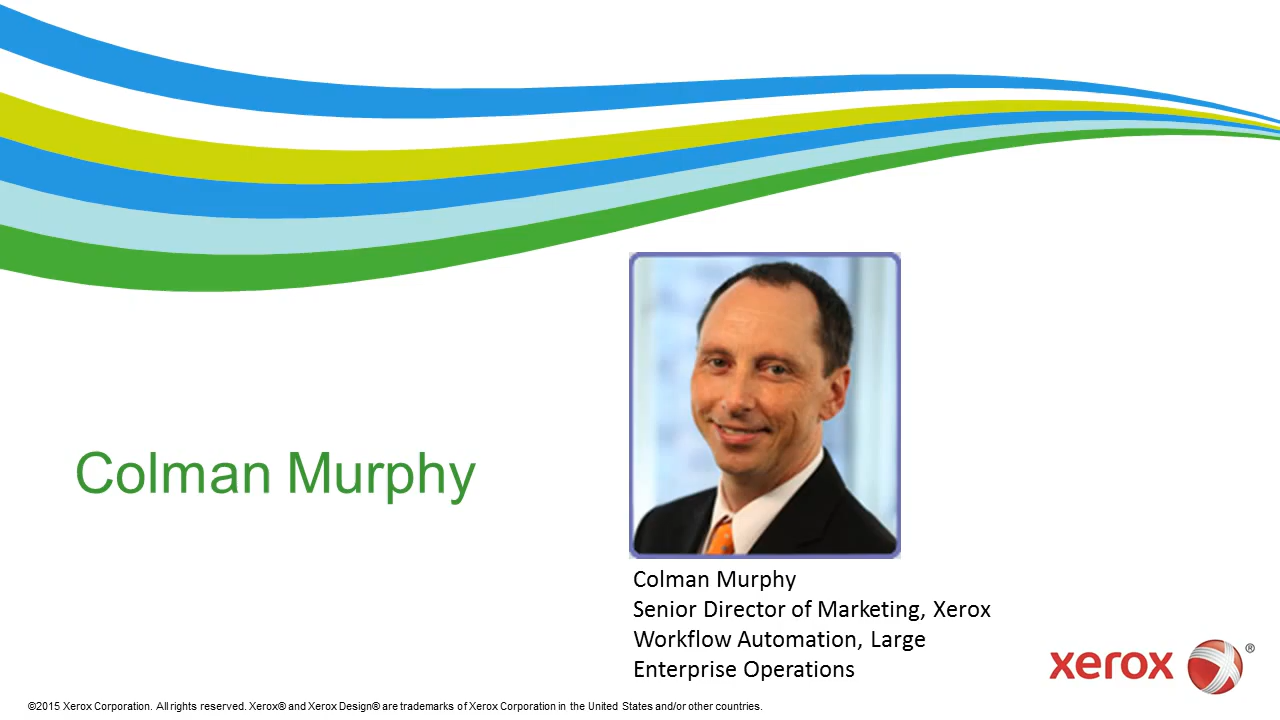 Colman Murphy
Colman Murphy
Senior Director of Marketing, Xerox
Workflow Automation, Large
Enterprise Operations
xerox ®
©2015 Xerox Corporation. All rights reserved. Xerox® and Xerox Design® are trademarks of Xerox Corporation in the United States and/or other countries.